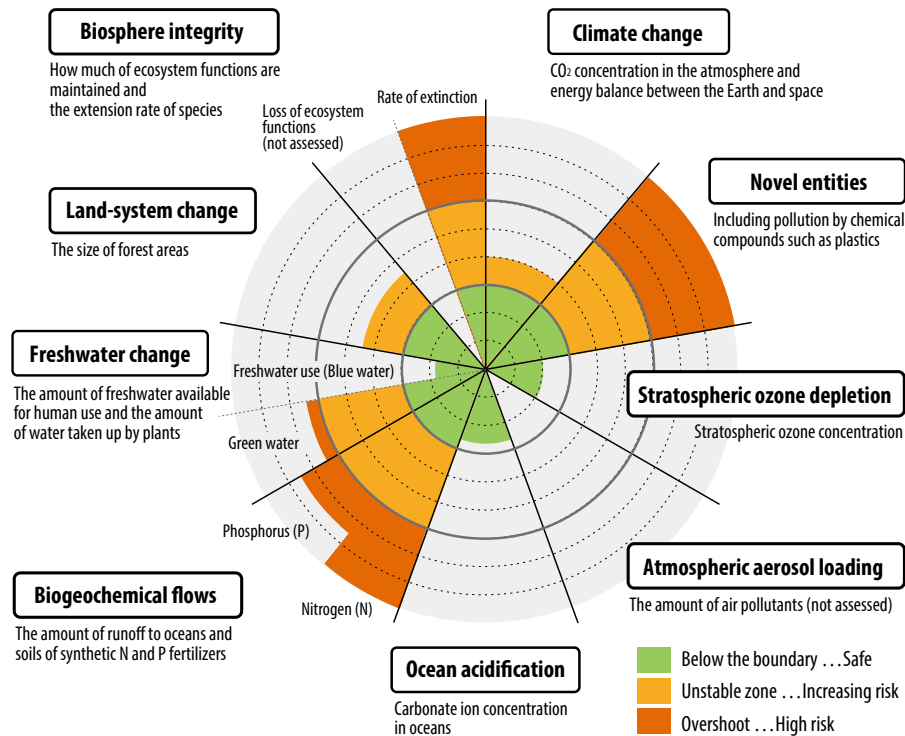 Biosphere integrity
How much of ecosystem functions are
maintained and
the extension rate of species
Loss of ecosystem
functions
(not assessed)
Rate of extinction
Climate change
CO₂ concentration in the atmosphere and
energy balance between the Earth and space
Novel entities
Including pollution by chemical
compounds such as plastics
Land-system change
The size of forest areas
Freshwater change
The amount of freshwater available
for human use and the amount
of water taken up by plants
Freshwater use (Blue water)
Green water
Stratospheric ozone depletion
Stratospheric ozone concentration
Phosphorus (P)
Nitrogen (N)
Biogeochemical flows
The amount of runoff to oceans and
soils of synthetic N and P fertilizers
Atmospheric aerosol loading
The amount of air pollutants (not assessed)
Ocean acidification
Carbonate ion concentration
in oceans
Below the boundary …Safe
Unstable zone …Increasing risk
Overshoot …High risk